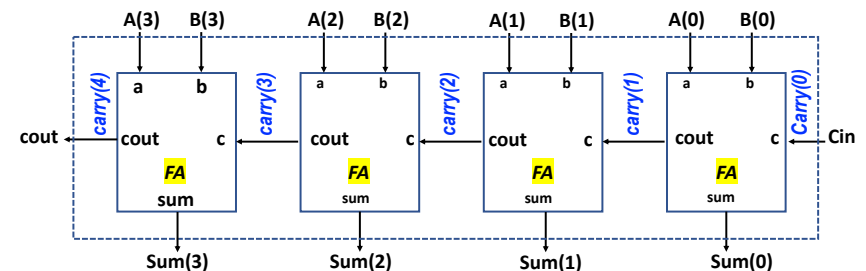 A(3) B(3) A(2) B(2) A(1) B(1) A(0) B(0)
carry(4) carry(3) carry(2) carry(1) Carry(0)
a b a b a b a b
cout cout c cout c cout c cout c Cin
FA FA FA FA
sum sum sum sum
Sum(3) Sum(2) Sum(1) Sum(0)